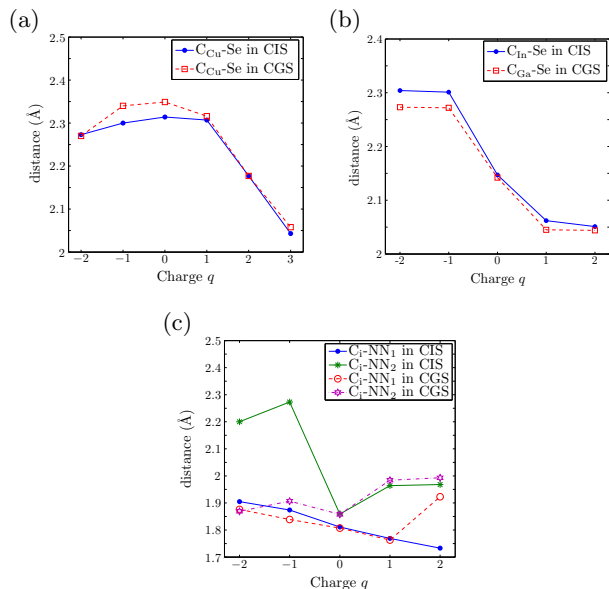 (a)
C_Cu-Se in CIS
C_Cu-Se in CGS
2.5
2.4
2.3
2.2
2.1
2
distance (Å)
−2 −1 0 1 2 3
Charge q
(b)
C_In-Se in CIS
C_Ga-Se in CGS
2.4
2.3
2.2
2.1
2
distance (Å)
-2 -1 0 1 2
Charge q
(c)
C_i-NN_1 in CIS
C_i-NN_2 in CIS
C_i-NN_1 in CGS
C_i-NN_2 in CGS
2.5
2.4
2.3
2.2
2.1
2
1.9
1.8
1.7
distance (Å)
−2 −1 0 1 2
Charge q